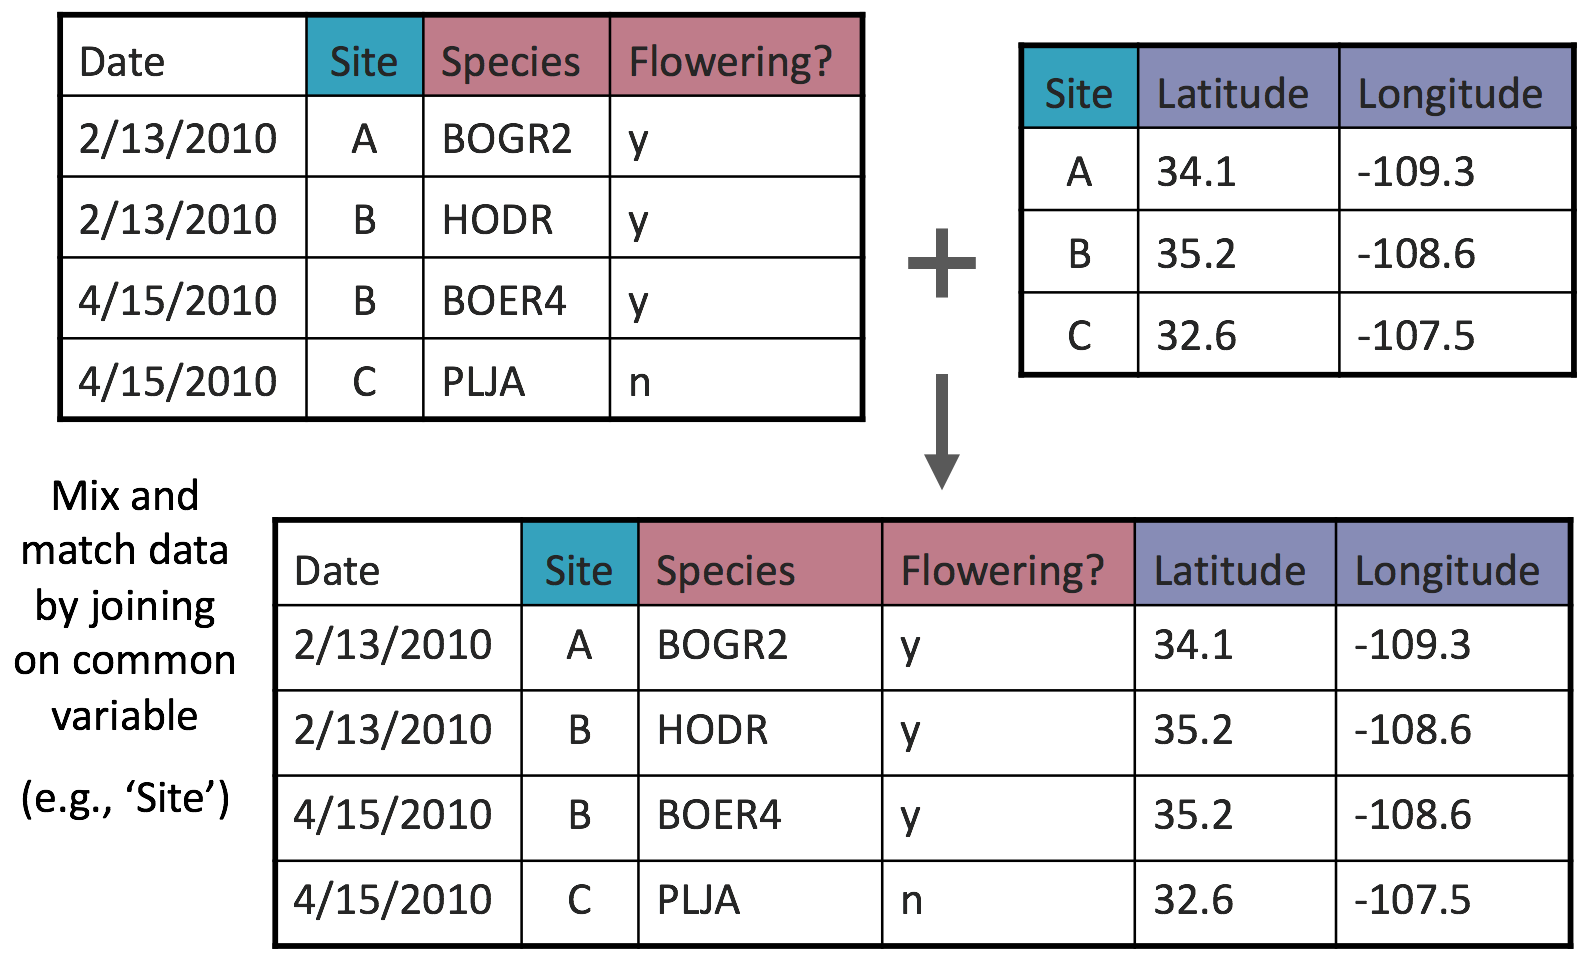 Date Site Species Flowering?
2/13/2010 A BOGR2 y
2/13/2010 B HODR y
4/15/2010 B BOER4 y
4/15/2010 C PLJA n
+
Site Latitude Longitude
A 34.1 -109.3
B 35.2 -108.6
C 32.6 -107.5
Mix and
match data
by joining
on common
variable
(e.g., ‘Site’)
Date Site Species Flowering? Latitude Longitude
2/13/2010 A BOGR2 y 34.1 -109.3
2/13/2010 B HODR y 35.2 -108.6
4/15/2010 B BOER4 y 35.2 -108.6
4/15/2010 C PLJA n 32.6 -107.5